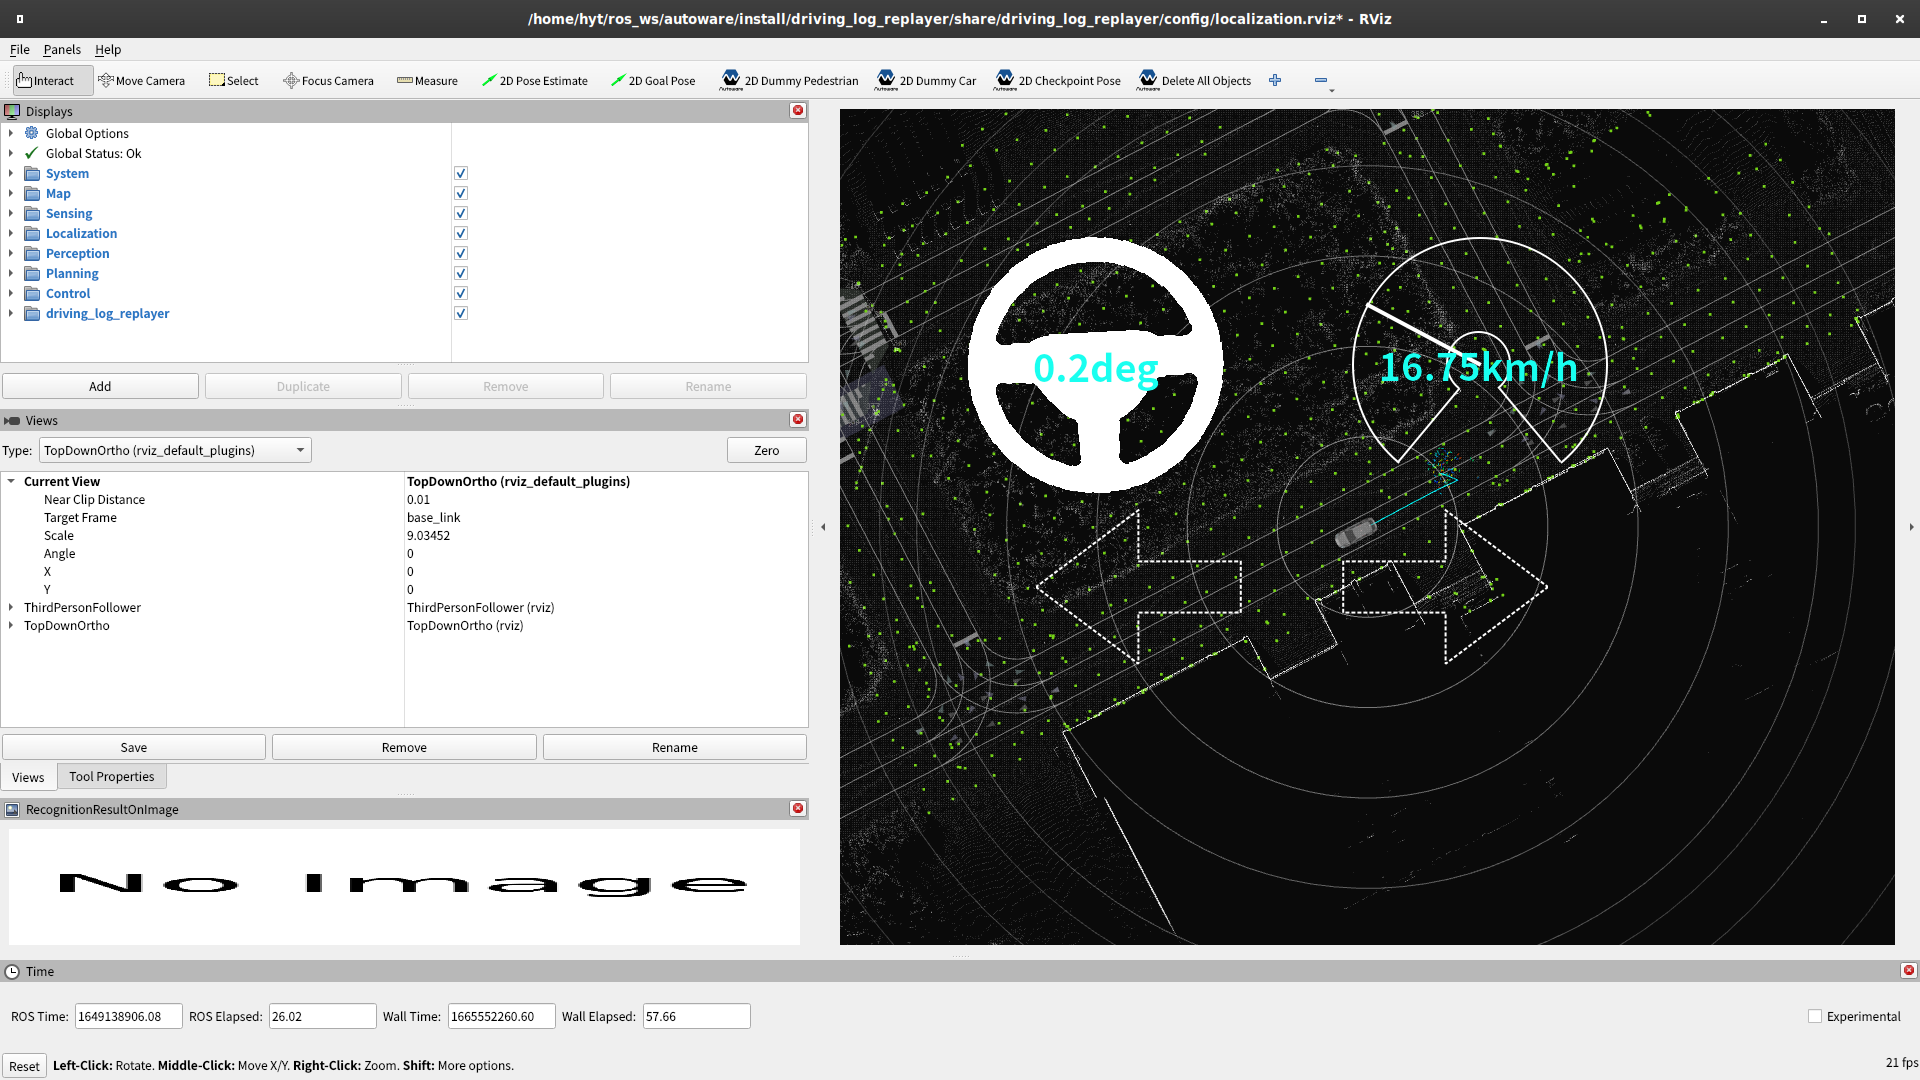 /home/hyt/ros_ws/autoware/install/driving_log_replayer/share/driving_log_replayer/config/localization.rviz* - RViz
File Panels Help
Interact Move Camera Select Focus Camera Measure 2D Pose Estimate 2D Goal Pose Autoware 2D Dummy Pedestrian Autoware 2D Dummy Car Autoware 2D Checkpoint Pose Autoware Delete All Objects
Displays
Global Options
Global Status: Ok
System
Map
Sensing
Localization
Perception
Planning
Control
driving_log_replayer
Add Duplicate Remove Rename
Views
Type: TopDownOrtho (rviz_default_plugins) Zero
Current View TopDownOrtho (rviz_default_plugins)
Near Clip Distance 0.01
Target Frame base_link
Scale 9.03452
Angle 0
X 0
Y 0
ThirdPersonFollower ThirdPersonFollower (rviz)
TopDownOrtho TopDownOrtho (rviz)
Save Remove Rename
Views Tool Properties
RecognitionResultOnImage
No Image
0.2deg
16.75km/h
Time
ROS Time: 1649138906.08 ROS Elapsed: 26.02 Wall Time: 1665552260.60 Wall Elapsed: 57.66 Experimental
Reset Left-Click: Rotate. Middle-Click: Move X/Y. Right-Click: Zoom. Shift: More options. 21 fps